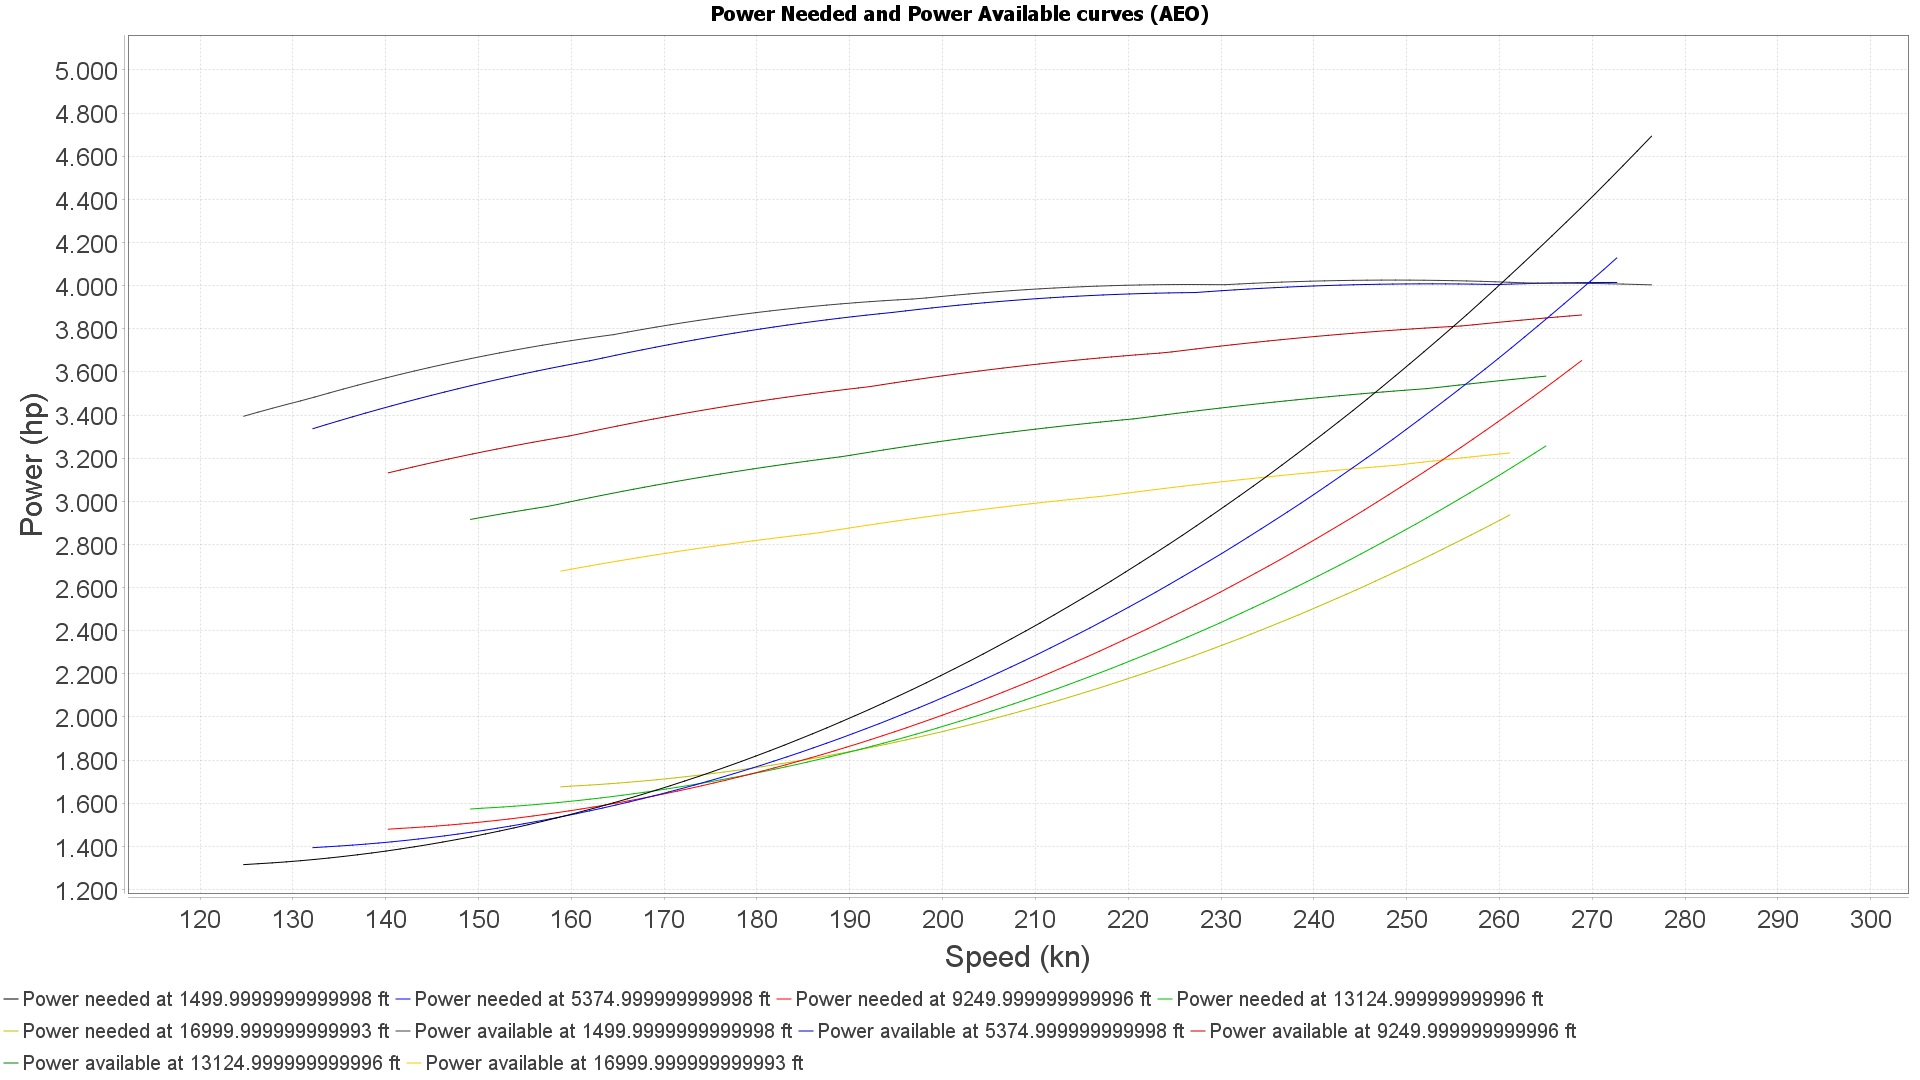 Power Needed and Power Available curves (AEO)
5.000
4.800
4.600
4.400
4.200
4.000
3.800
3.600
3.400
3.200
3.000
2.800
2.600
2.400
2.200
2.000
1.800
1.600
1.400
1.200
Power (hp)
120 130 140 150 160 170 180 190 200 210 220 230 240 250 260 270 280 290 300
Speed (kn)
Power needed at 1499.9999999999998 ft Power needed at 5374.999999999998 ft Power needed at 9249.999999999996 ft Power needed at 13124.999999999996 ft
Power needed at 16999.999999999993 ft Power available at 1499.9999999999998 ft Power available at 5374.999999999998 ft Power available at 9249.999999999996 ft
Power available at 13124.999999999996 ft Power available at 16999.999999999993 ft